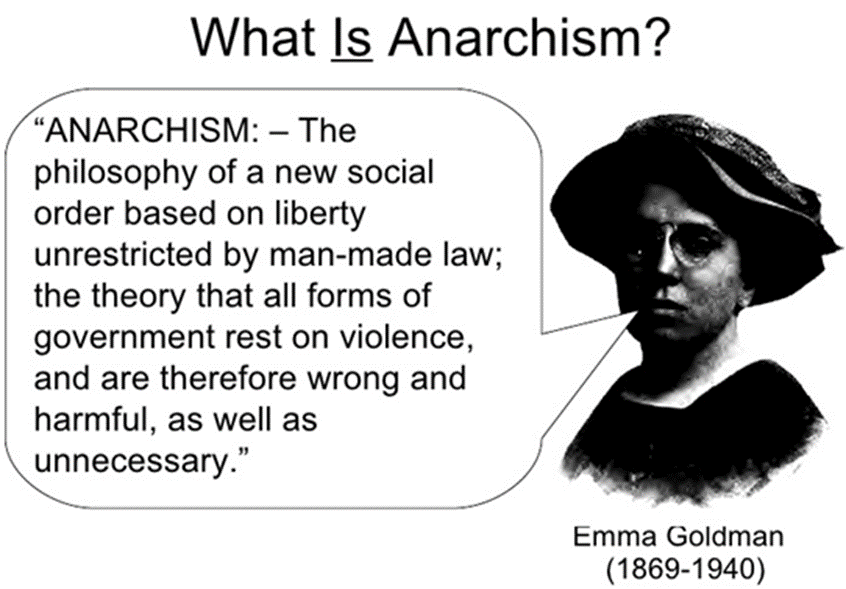 What Is Anarchism?
“ANARCHISM: – The
philosophy of a new social
order based on liberty
unrestricted by man-made law;
the theory that all forms of
government rest on violence,
and are therefore wrong and
harmful, as well as
unnecessary.”
Emma Goldman
(1869-1940)